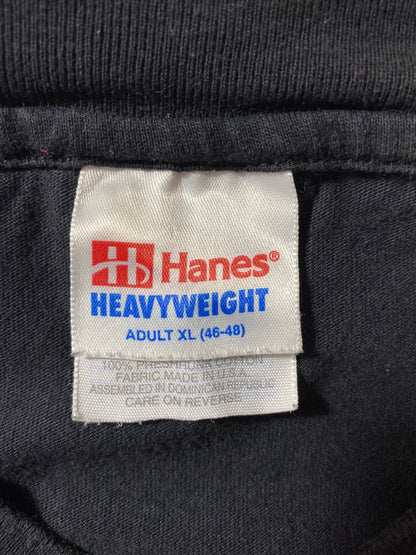 Hanes®
HEAVYWEIGHT
ADULT XL (46-48)
100% PRESHRUNK COTTON
FABRIC MADE IN U.S.A.
ASSEMBLED IN DOMINICAN REPUBLIC
CARE ON REVERSE